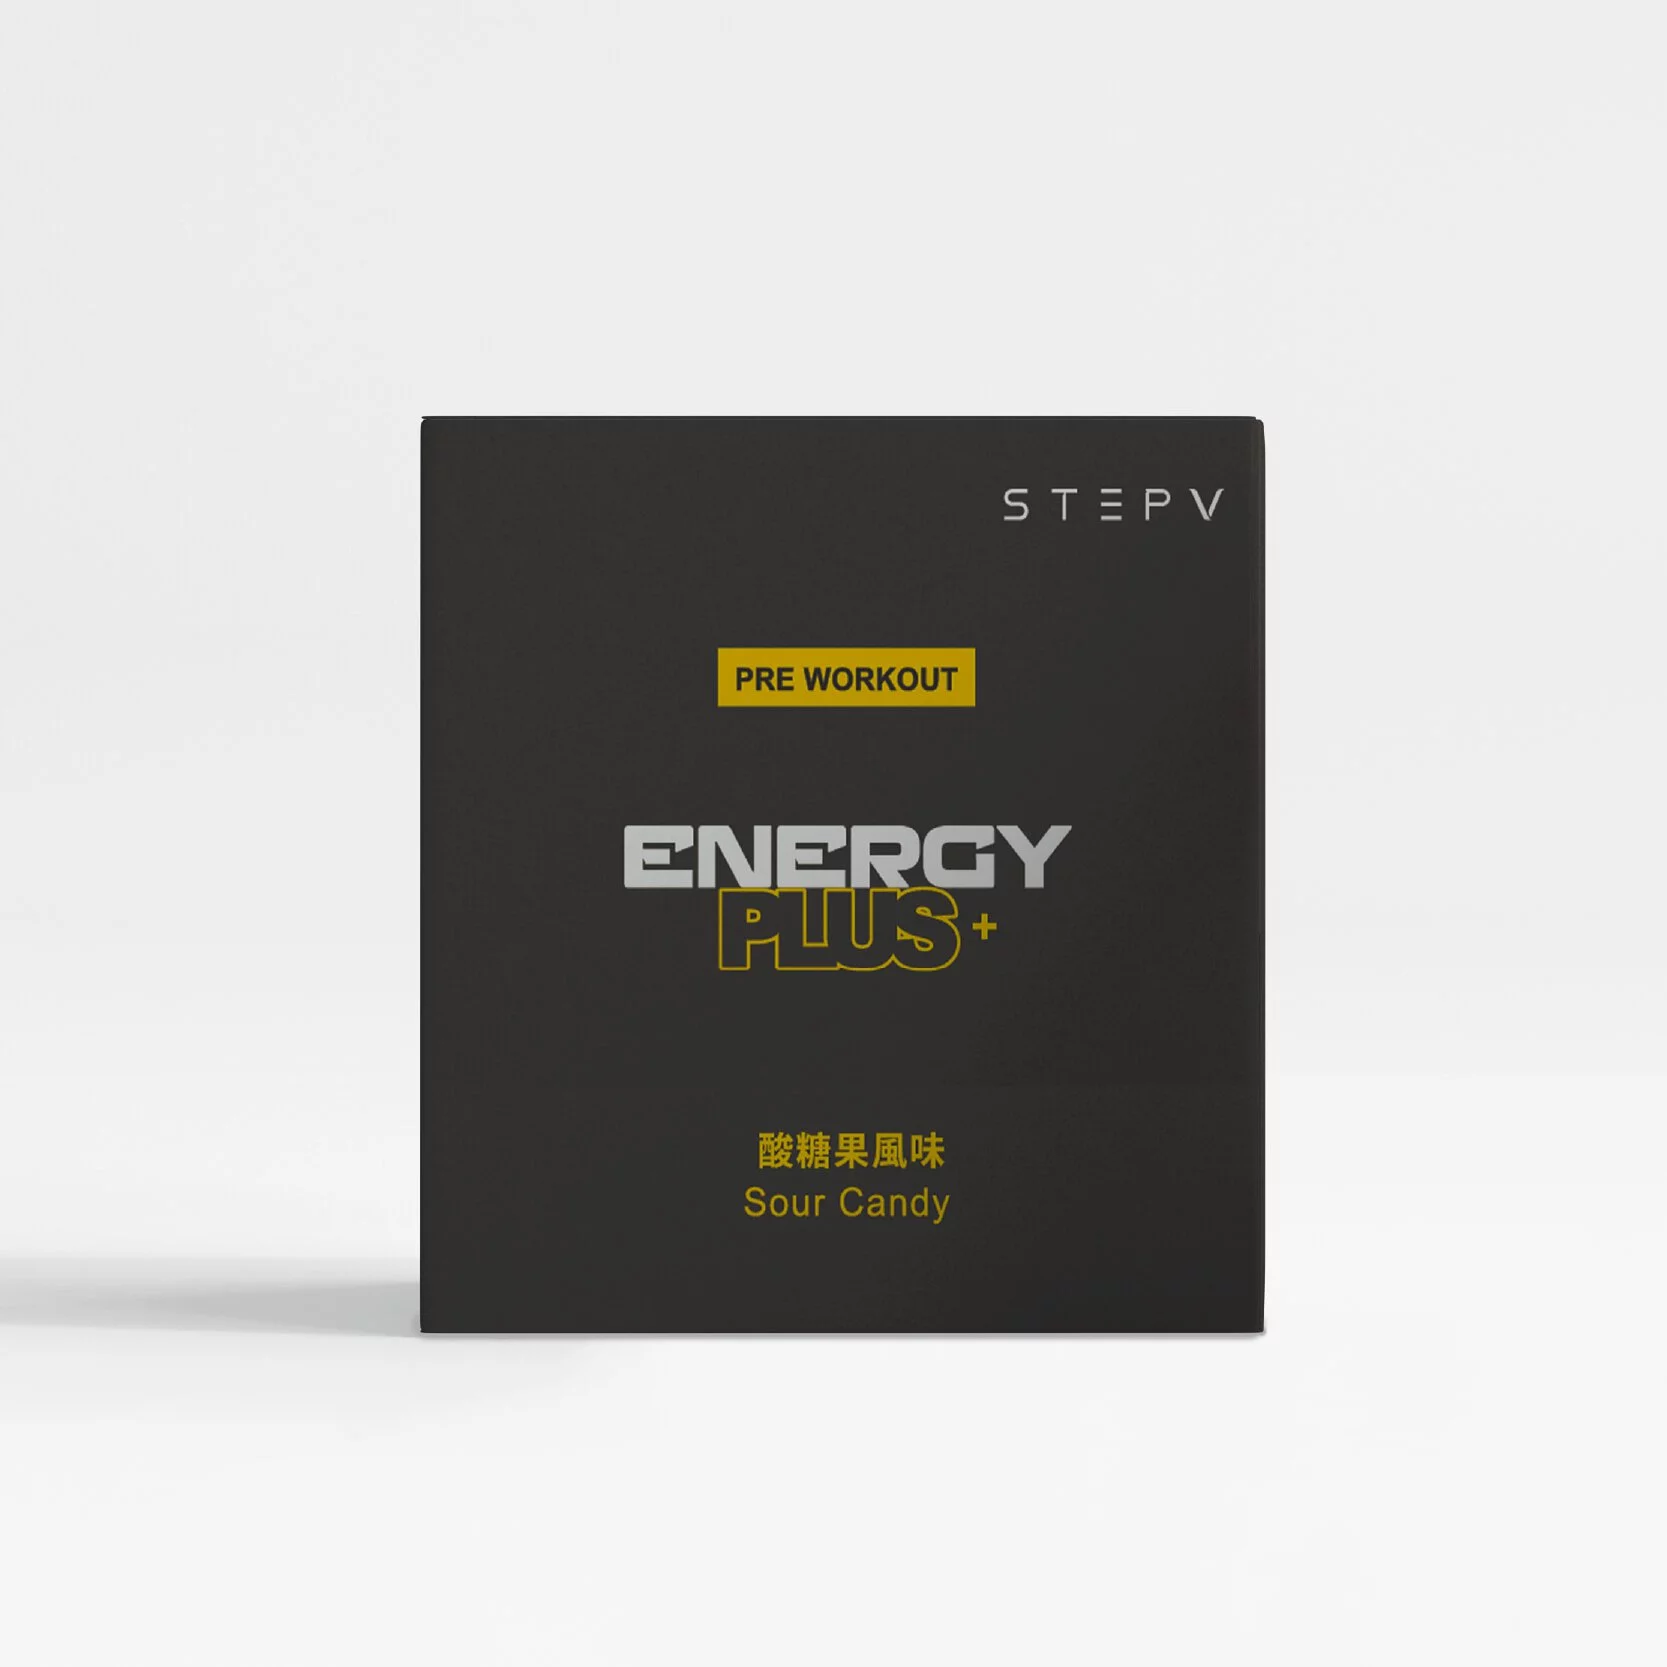 STEPV
PRE WORKOUT
ENERGY
PLUS+
酸糖果風味
Sour Candy